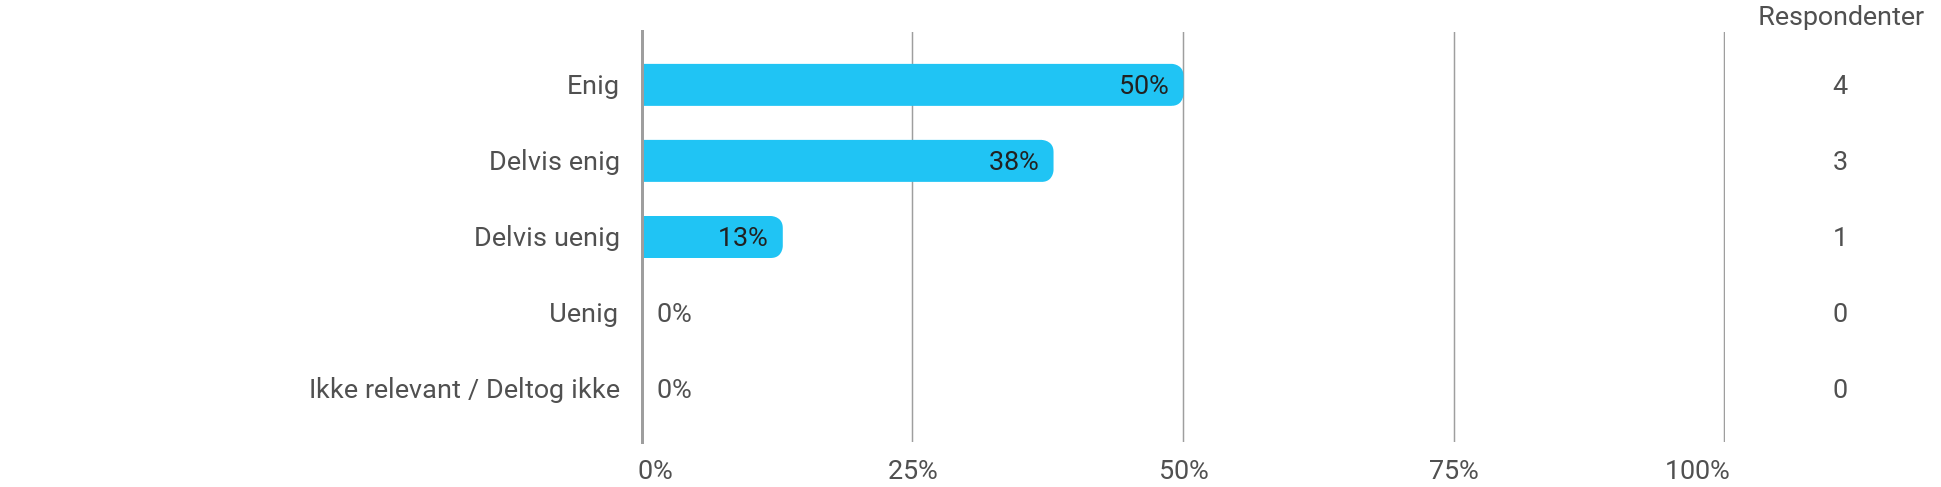 Respondenter
Enig 50% 4
Delvis enig 38% 3
Delvis uenig 13% 1
Uenig 0% 0
Ikke relevant / Deltog ikke 0% 0
0% 25% 50% 75% 100%